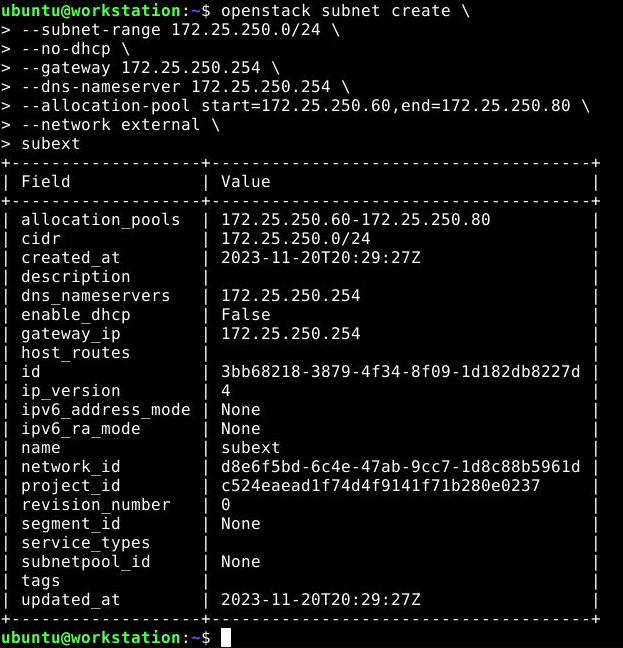 ubuntu@workstation:~$ openstack subnet create \
> --subnet-range 172.25.250.0/24 \
> --no-dhcp \
> --gateway 172.25.250.254 \
> --dns-nameserver 172.25.250.254 \
> --allocation-pool start=172.25.250.60,end=172.25.250.80 \
> --network external \
> subext
+-------------------+--------------------------------------+
| Field             | Value                                |
+-------------------+--------------------------------------+
| allocation_pools  | 172.25.250.60-172.25.250.80          |
| cidr              | 172.25.250.0/24                      |
| created_at        | 2023-11-20T20:29:27Z                 |
| description       |                                      |
| dns_nameservers   | 172.25.250.254                       |
| enable_dhcp       | False                                |
| gateway_ip        | 172.25.250.254                       |
| host_routes       |                                      |
| id                | 3bb68218-3879-4f34-8f09-1d182db8227d |
| ip_version        | 4                                    |
| ipv6_address_mode | None                                 |
| ipv6_ra_mode      | None                                 |
| name              | subext                               |
| network_id        | d8e6f5bd-6c4e-47ab-9cc7-1d8c88b5961d |
| project_id        | c524eaead1f74d4f9141f71b280e0237     |
| revision_number   | 0                                    |
| segment_id        | None                                 |
| service_types     |                                      |
| subnetpool_id     | None                                 |
| tags              |                                      |
| updated_at        | 2023-11-20T20:29:27Z                 |
+-------------------+--------------------------------------+
ubuntu@workstation:~$